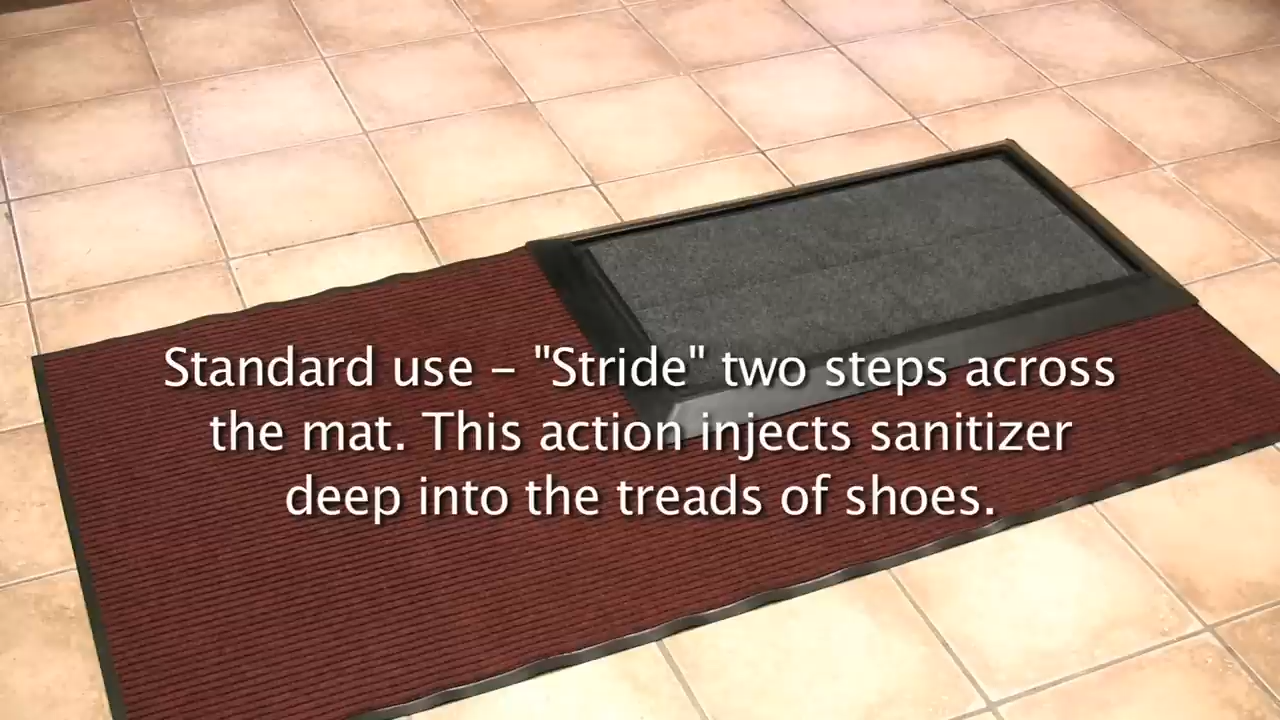 Standard use – "Stride" two steps across
the mat. This action injects sanitizer
deep into the treads of shoes.